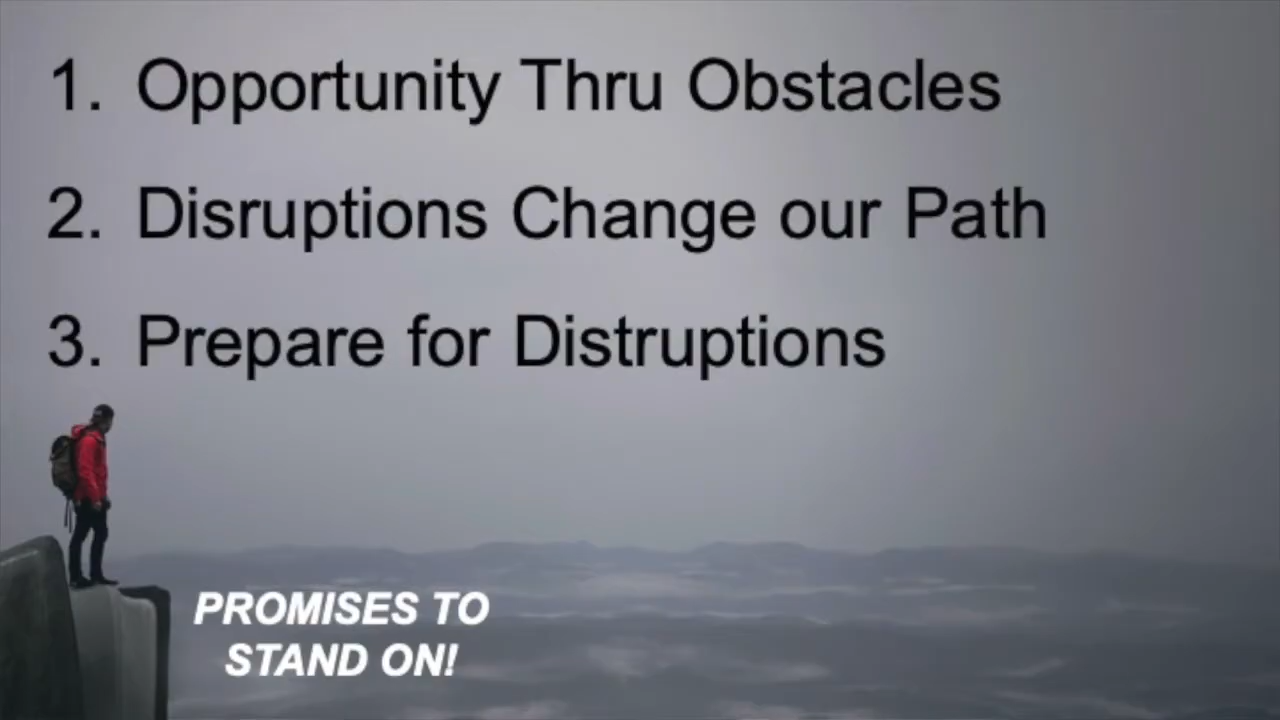 1. Opportunity Thru Obstacles
2. Disruptions Change our Path
3. Prepare for Distruptions
PROMISES TO
STAND ON!